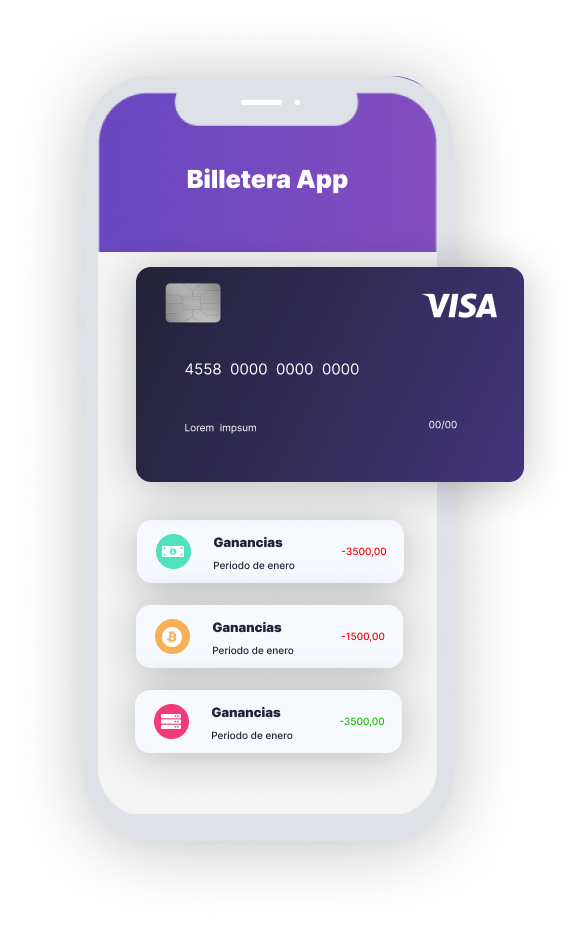 Billetera App
VISA
4558 0000 0000 0000
Lorem impsum
00/00
Ganancias
Periodo de enero
-3500,00
Ganancias
Periodo de enero
-1500,00
Ganancias
Periodo de enero
-3500,00